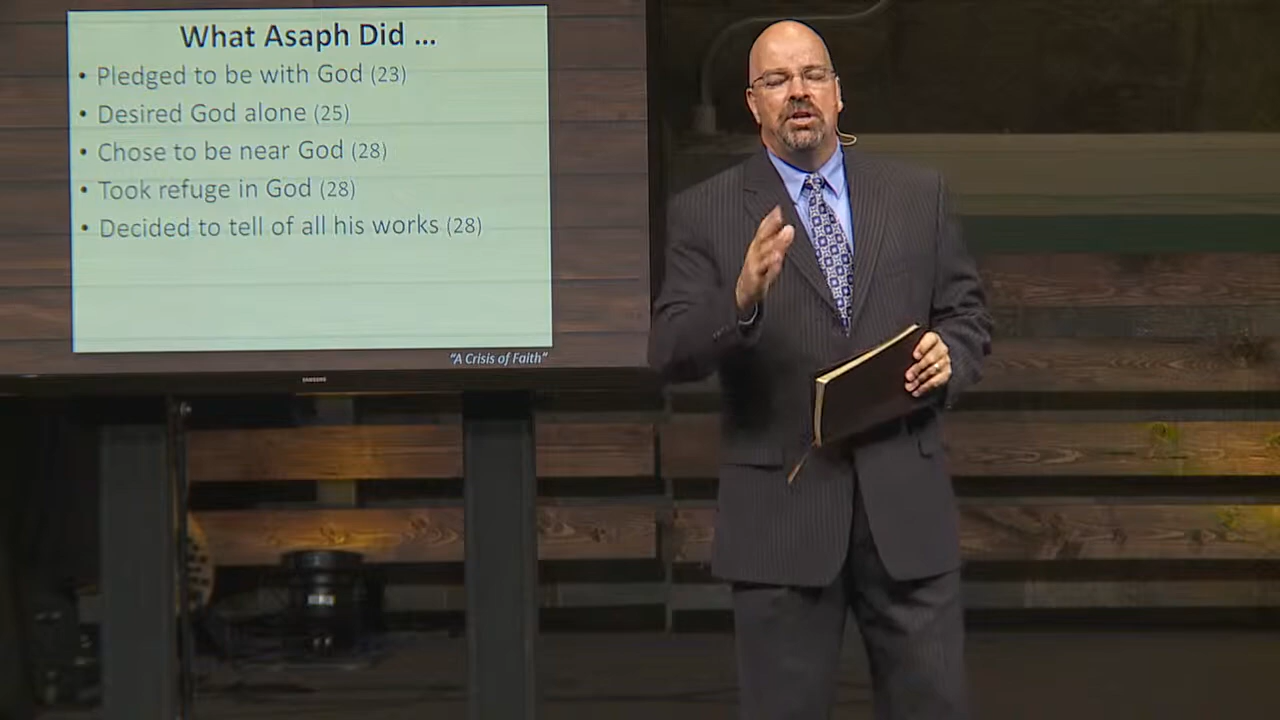 What Asaph Did ...
• Pledged to be with God (23)
• Desired God alone (25)
• Chose to be near God (28)
• Took refuge in God (28)
• Decided to tell of all his works (28)
"A Crisis of Faith"
SAMSUNG